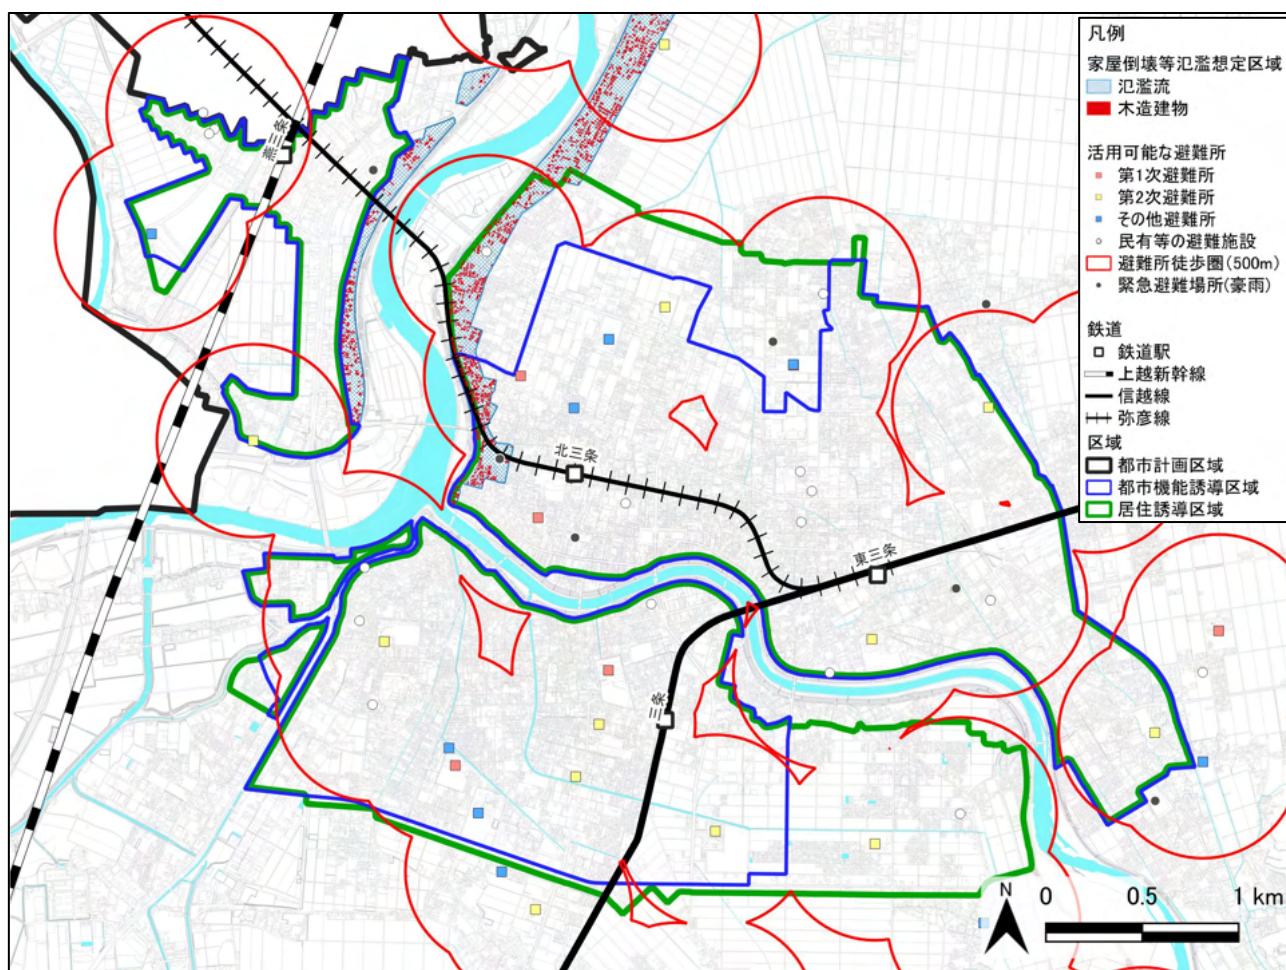 凡例
家屋倒壊等氾濫想定区域
氾濫流
木造建物
活用可能な避難所
第1次避難所
第2次避難所
その他避難所
民有等の避難施設
避難所徒歩圏(500m)
緊急避難場所(豪雨)
鉄道
鉄道駅
上越新幹線
信越線
弥彦線
区域
都市計画区域
都市機能誘導区域
居住誘導区域
燕三条
北三条
東三条
三条
N
0 0.5 1 km